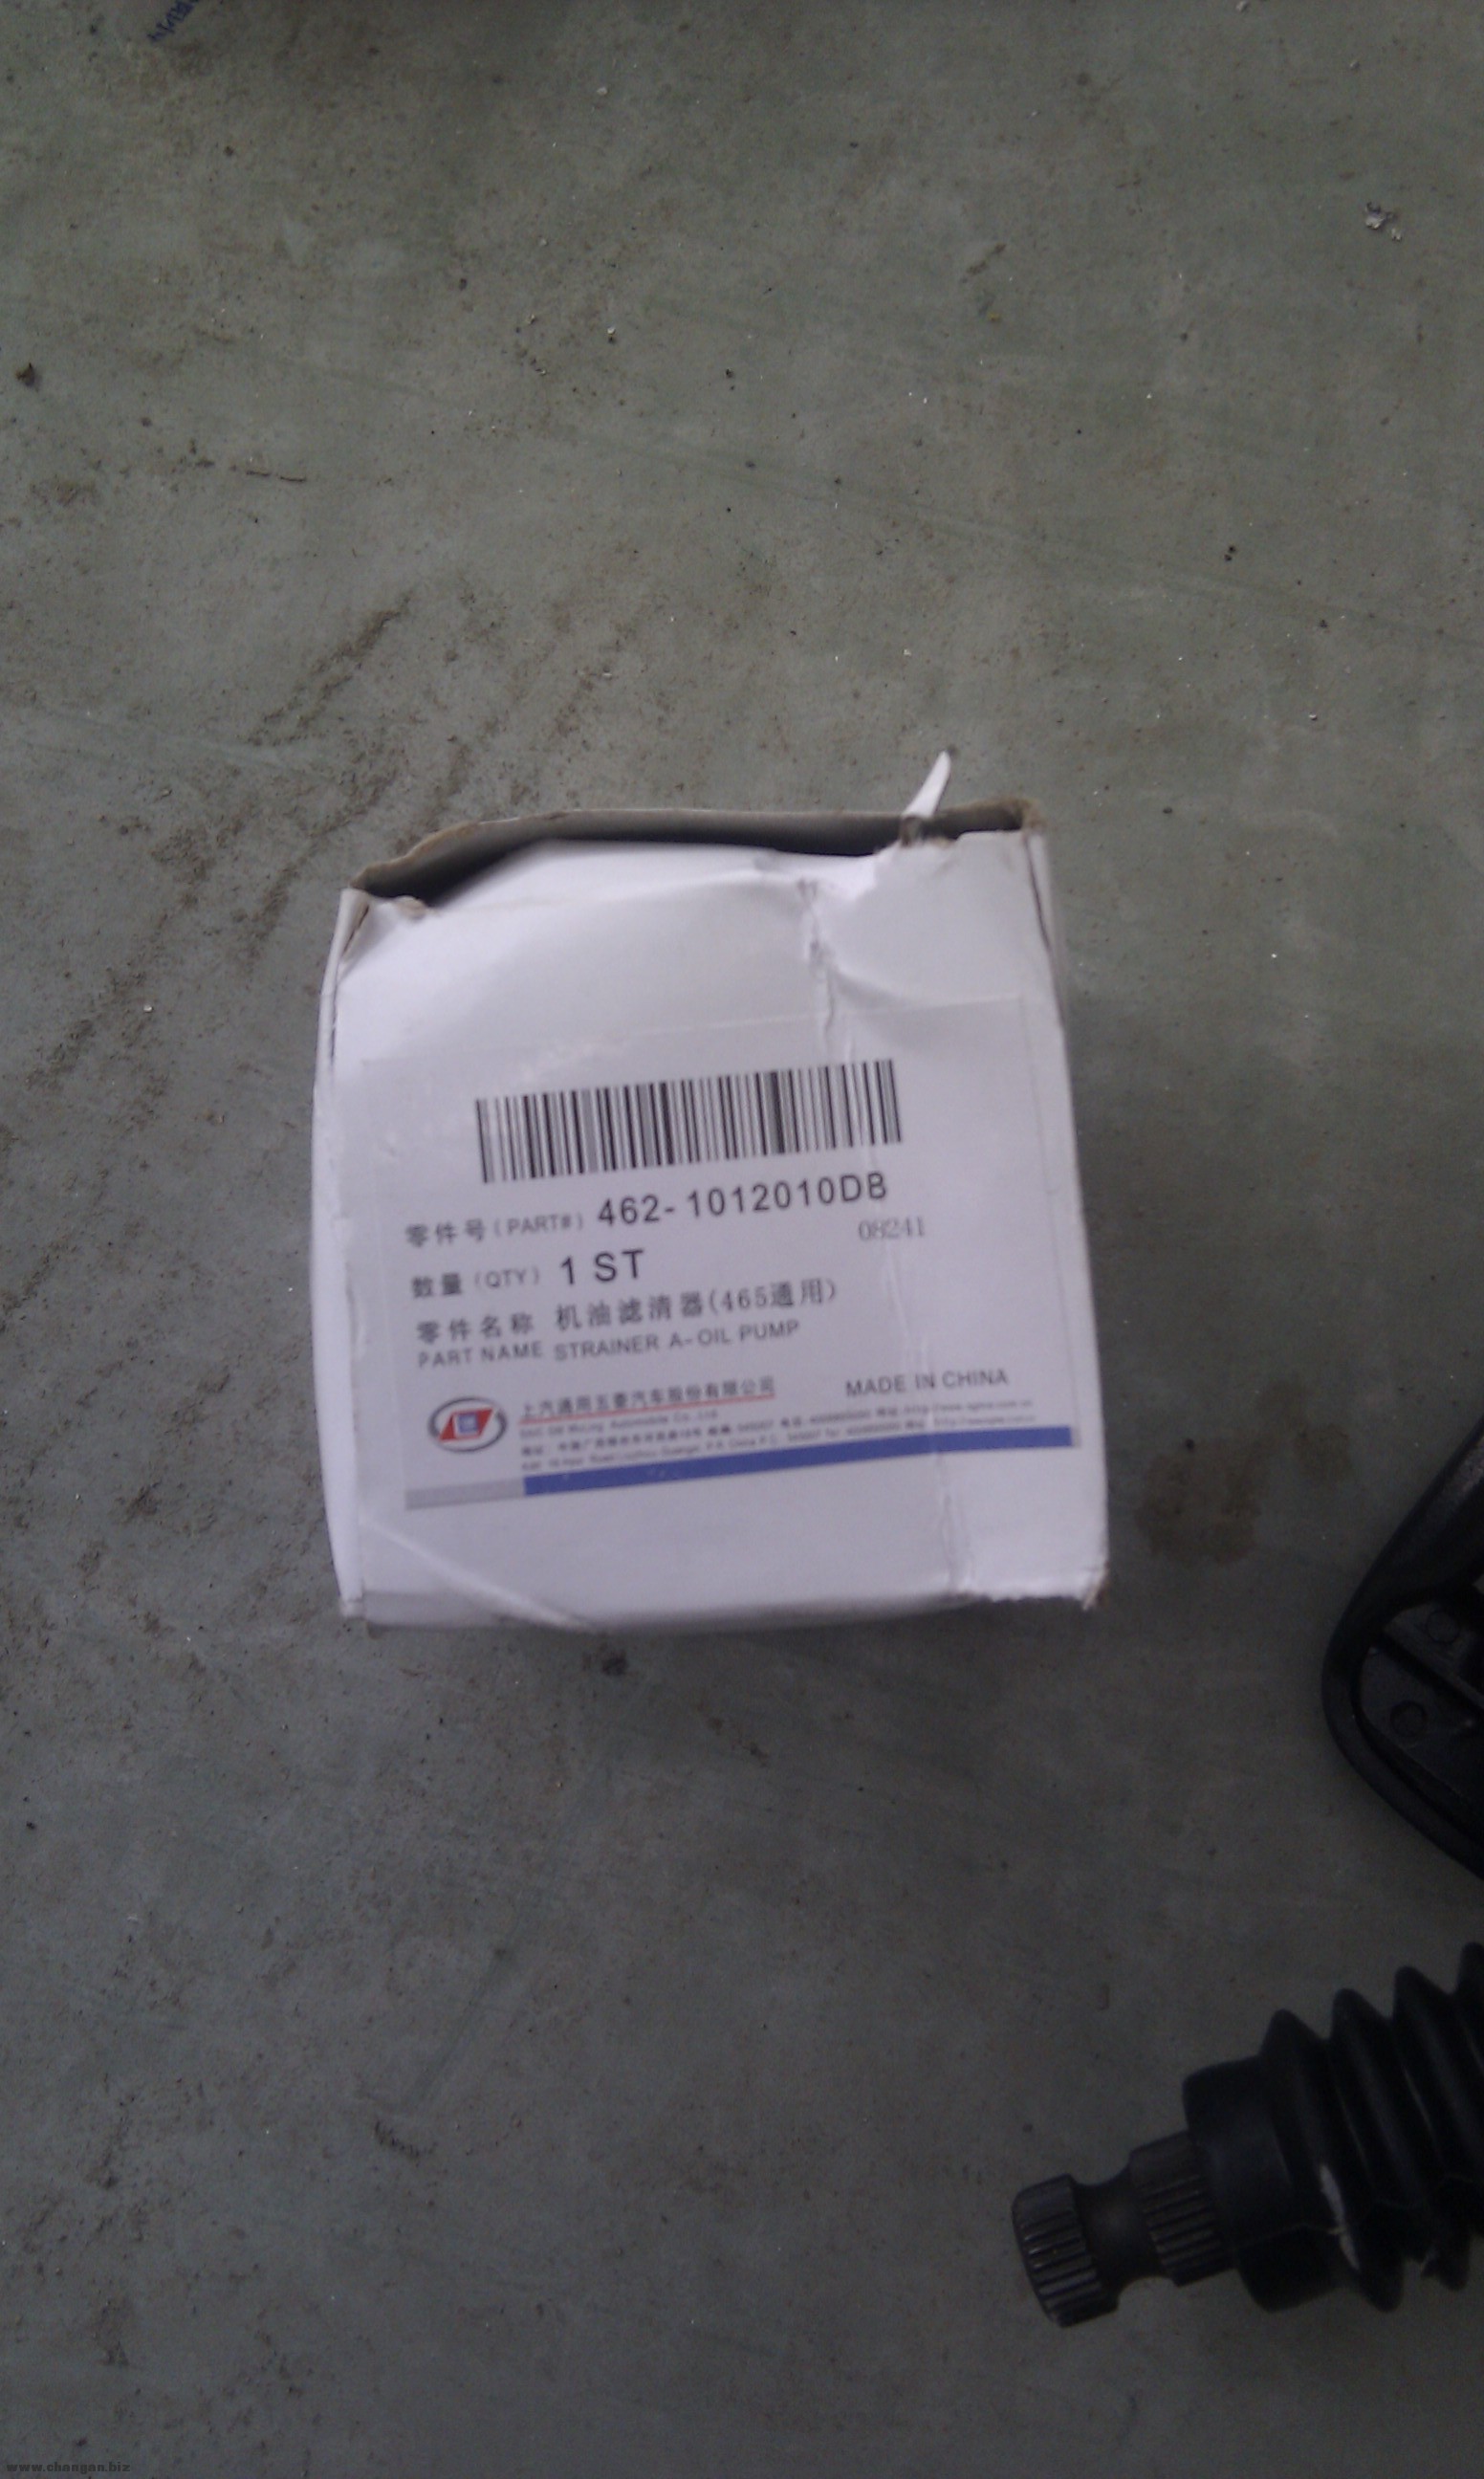 零件号(PART#) 462-1012010DB
08241
数量(QTY) 1 ST
零件名称 机油滤清器(465通用)
PART NAME STRAINER A-OIL PUMP
上汽通用五菱汽车股份有限公司
MADE IN CHINA
www.changan.biz